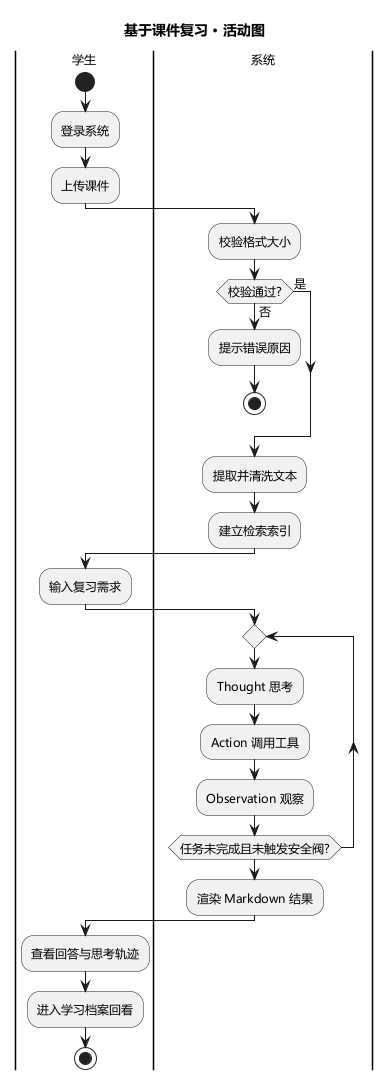 基于课件复习 · 活动图
学生
系统
登录系统
上传课件
校验格式大小
校验通过?
是
否
提示错误原因
提取并清洗文本
建立检索索引
输入复习需求
Thought 思考
Action 调用工具
Observation 观察
任务未完成且未触发安全阀?
渲染 Markdown 结果
查看回答与思考轨迹
进入学习档案回看